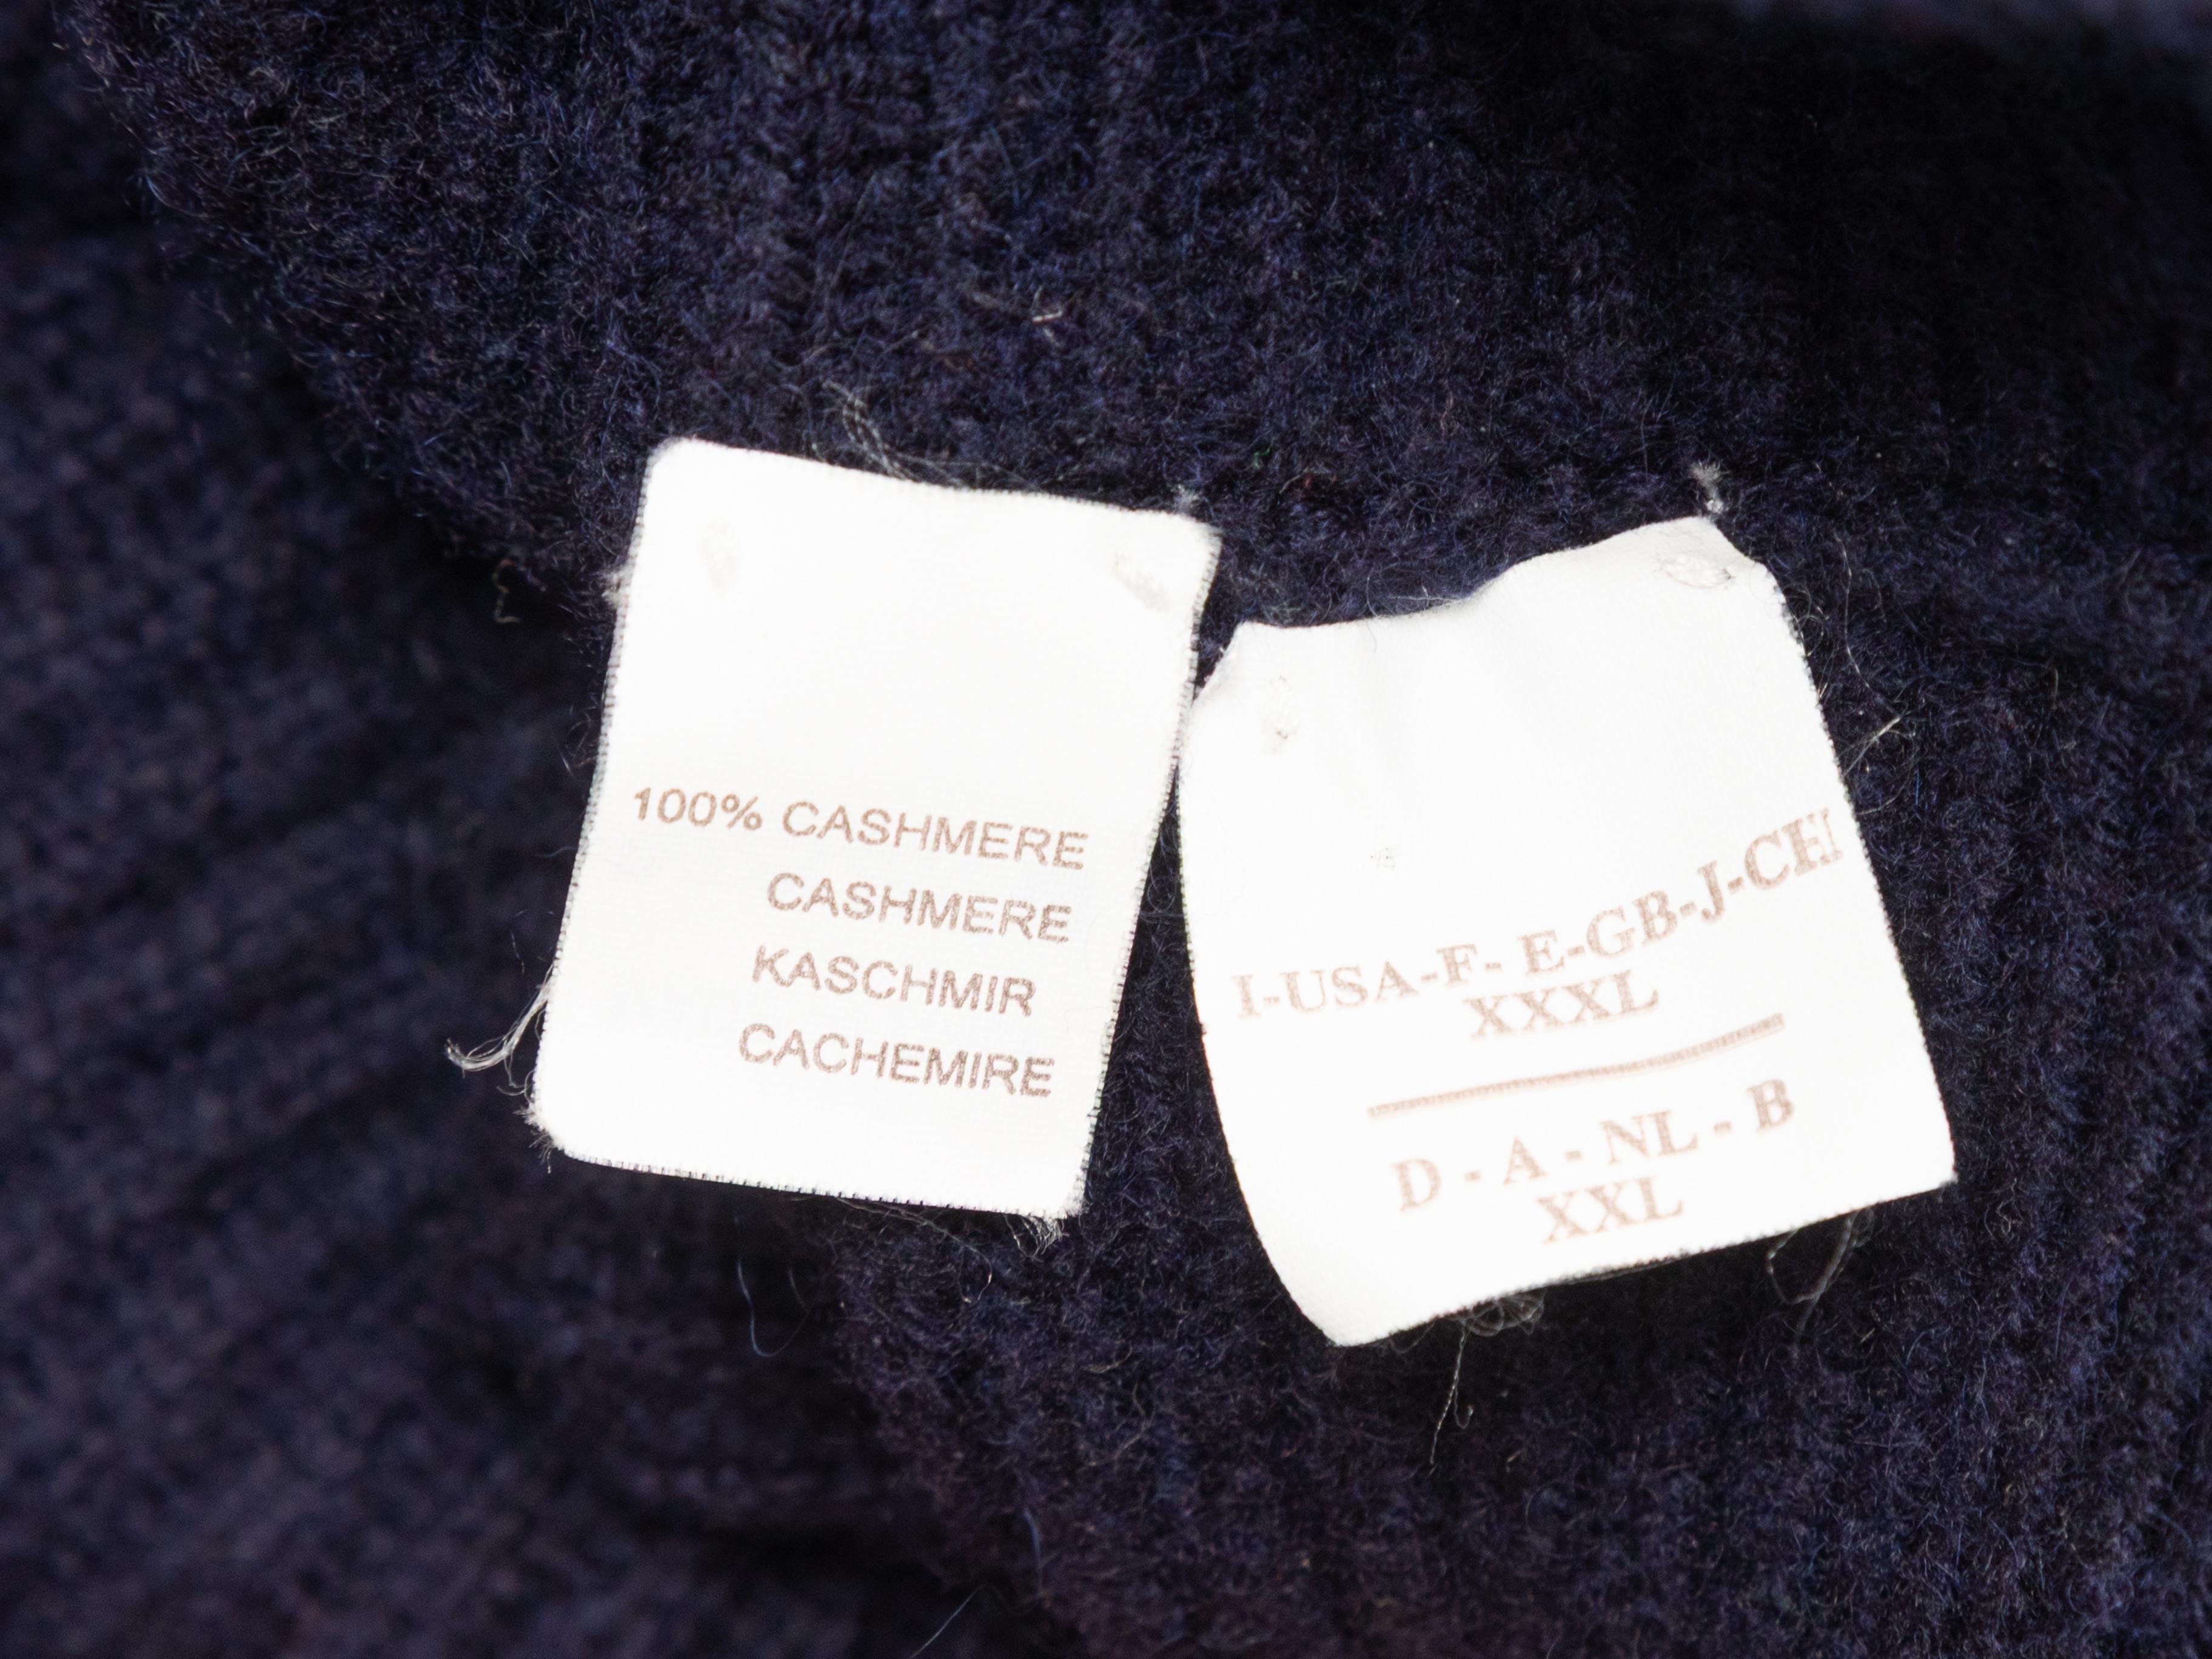 100% CASHMERE
CASHMERE
KASCHMIR
CACHEMIRE
I-USA-F- E-GB-J-CH
XXXL
D - A - NL - B
XXL